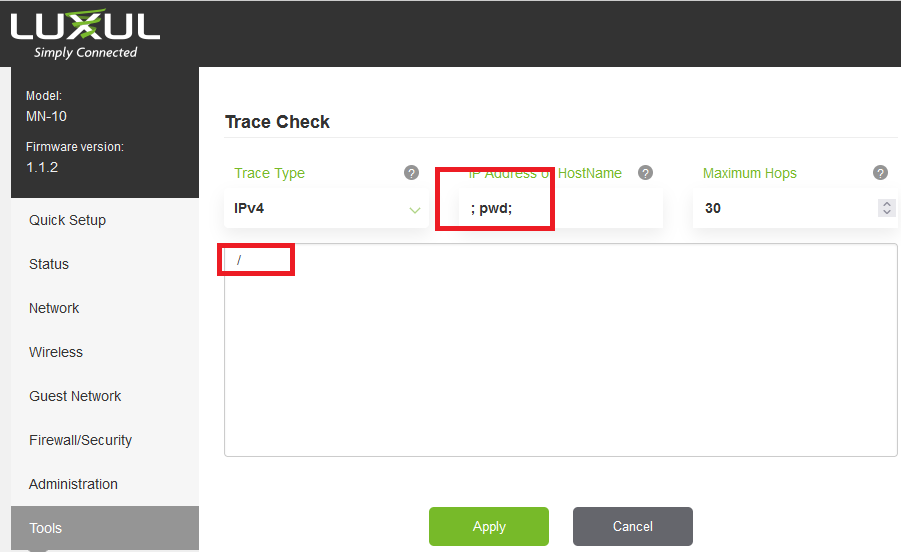 LUXUL
Simply Connected
Model:
MN-10
Firmware version:
1.1.2
Quick Setup
Status
Network
Wireless
Guest Network
Firewall/Security
Administration
Tools
Trace Check
Trace Type ?
IP Address o HostName ?
Maximum Hops ?
IPv4
; pwd;
30
/
Apply
Cancel